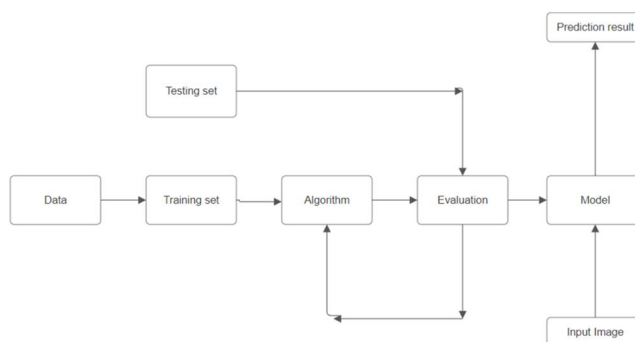 Prediction result
Testing set
Data
Training set
Algorithm
Evaluation
Model
Input Image